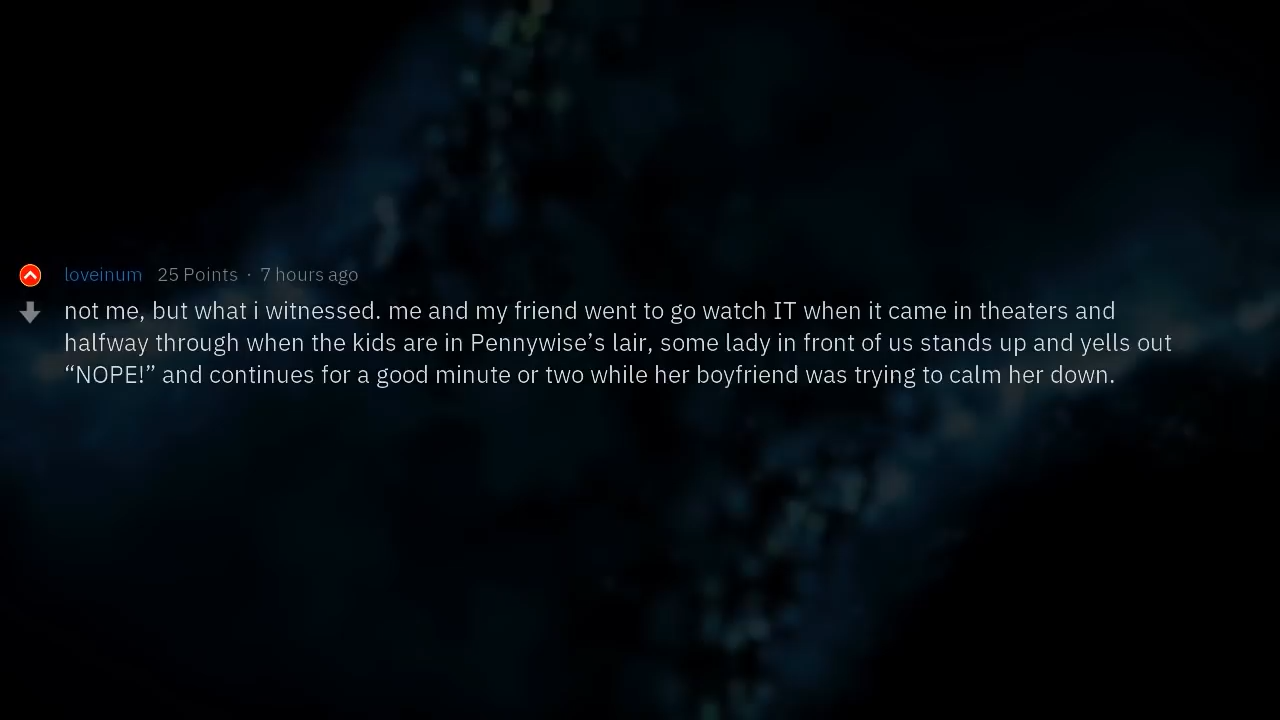 loveinum 25 Points · 7 hours ago
not me, but what i witnessed. me and my friend went to go watch IT when it came in theaters and
halfway through when the kids are in Pennywise’s lair, some lady in front of us stands up and yells out
“NOPE!” and continues for a good minute or two while her boyfriend was trying to calm her down.